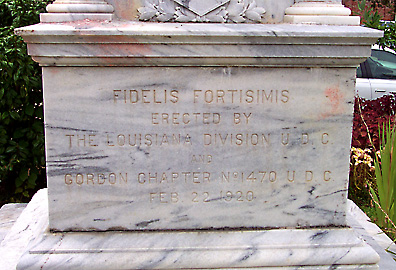 FIDELIS FORTISIMIS
ERECTED BY
THE LOUISIANA DIVISION U.D.C.
AND
GORDON CHAPTER No 1470 U.D.C.
FEB. 22 1920